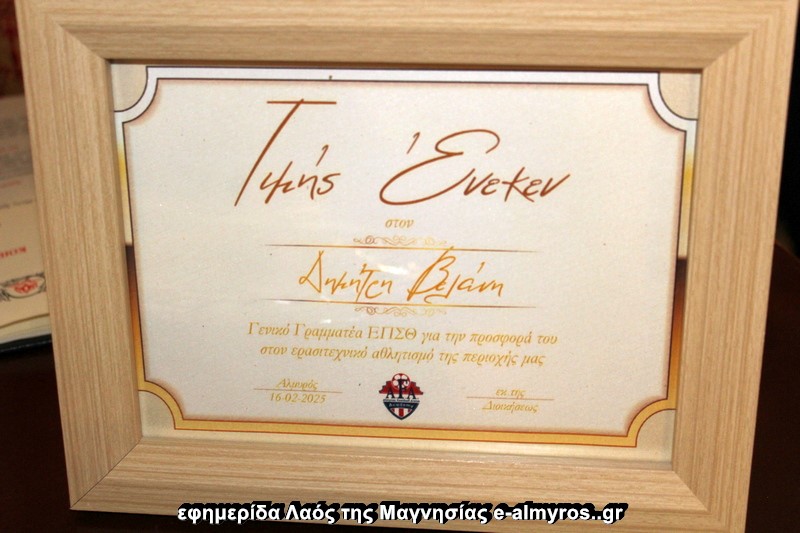 Τιμής Ένεκεν
στον
Δημήτρη Βελάνη
Γενικό Γραμματέα ΕΠΣΘ για την προσφορά του
στον ερασιτεχνικό αθλητισμό της περιοχής μας
Αλμυρός
16-02-2025
εκ της
Διοικήσεως
εφημερίδα Λαός της Μαγνησίας e-almyros..gr